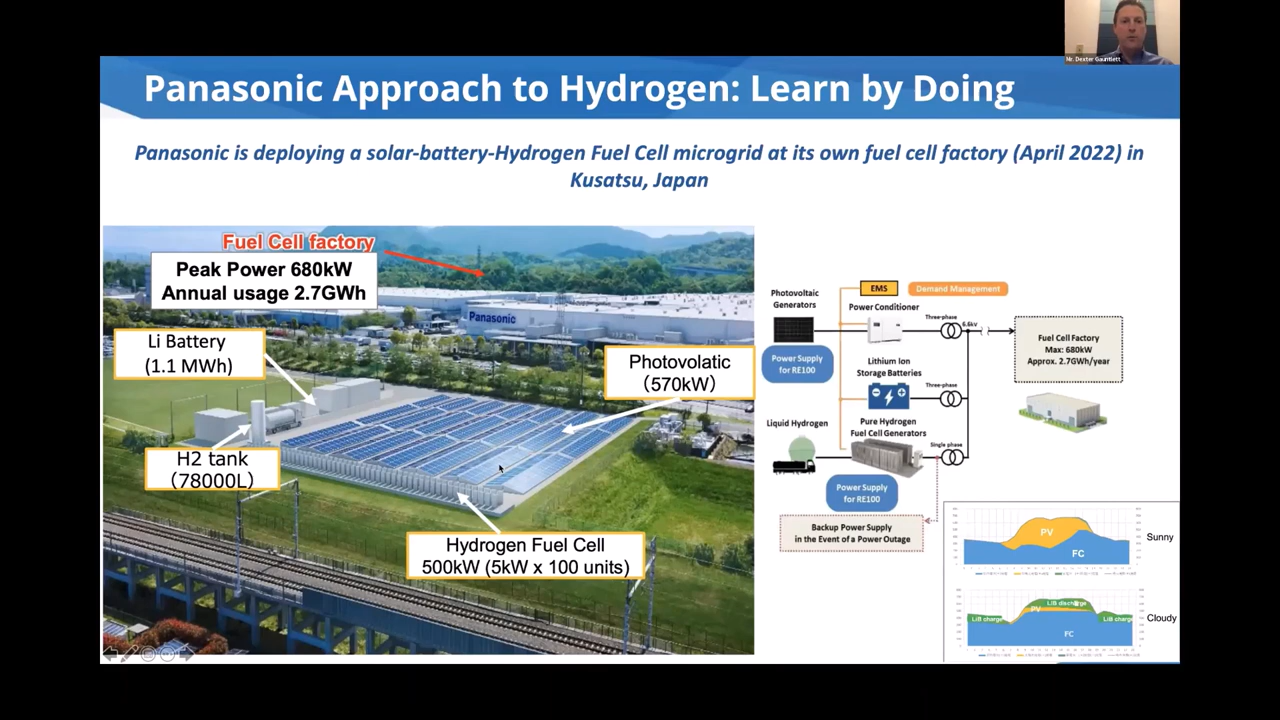 Mr. Dexter Gauntlett
Panasonic Approach to Hydrogen: Learn by Doing
Panasonic is deploying a solar-battery-Hydrogen Fuel Cell microgrid at its own fuel cell factory (April 2022) in
Kusatsu, Japan
Fuel Cell factory
Peak Power 680kW
Annual usage 2.7GWh
Panasonic
Li Battery
(1.1 MWh)
Photovolatic
(570kW)
H2 tank
(78000L)
Hydrogen Fuel Cell
500kW (5kW x 100 units)
EMS
Demand Management
Photovoltaic
Generators
Power Conditioner
Three-phase
6.6kv
Power Supply
for RE100
Fuel Cell Factory
Max: 680kW
Approx. 2.7GWh/year
Lithium Ion
Storage Batteries
Three-phase
Liquid Hydrogen
Pure Hydrogen
Fuel Cell Generators
Single phase
Power Supply
for RE100
Backup Power Supply
in the Event of a Power Outage
PV
FC
Sunny
LiB discharge
PV
LiB charge
LiB charge
FC
Cloudy